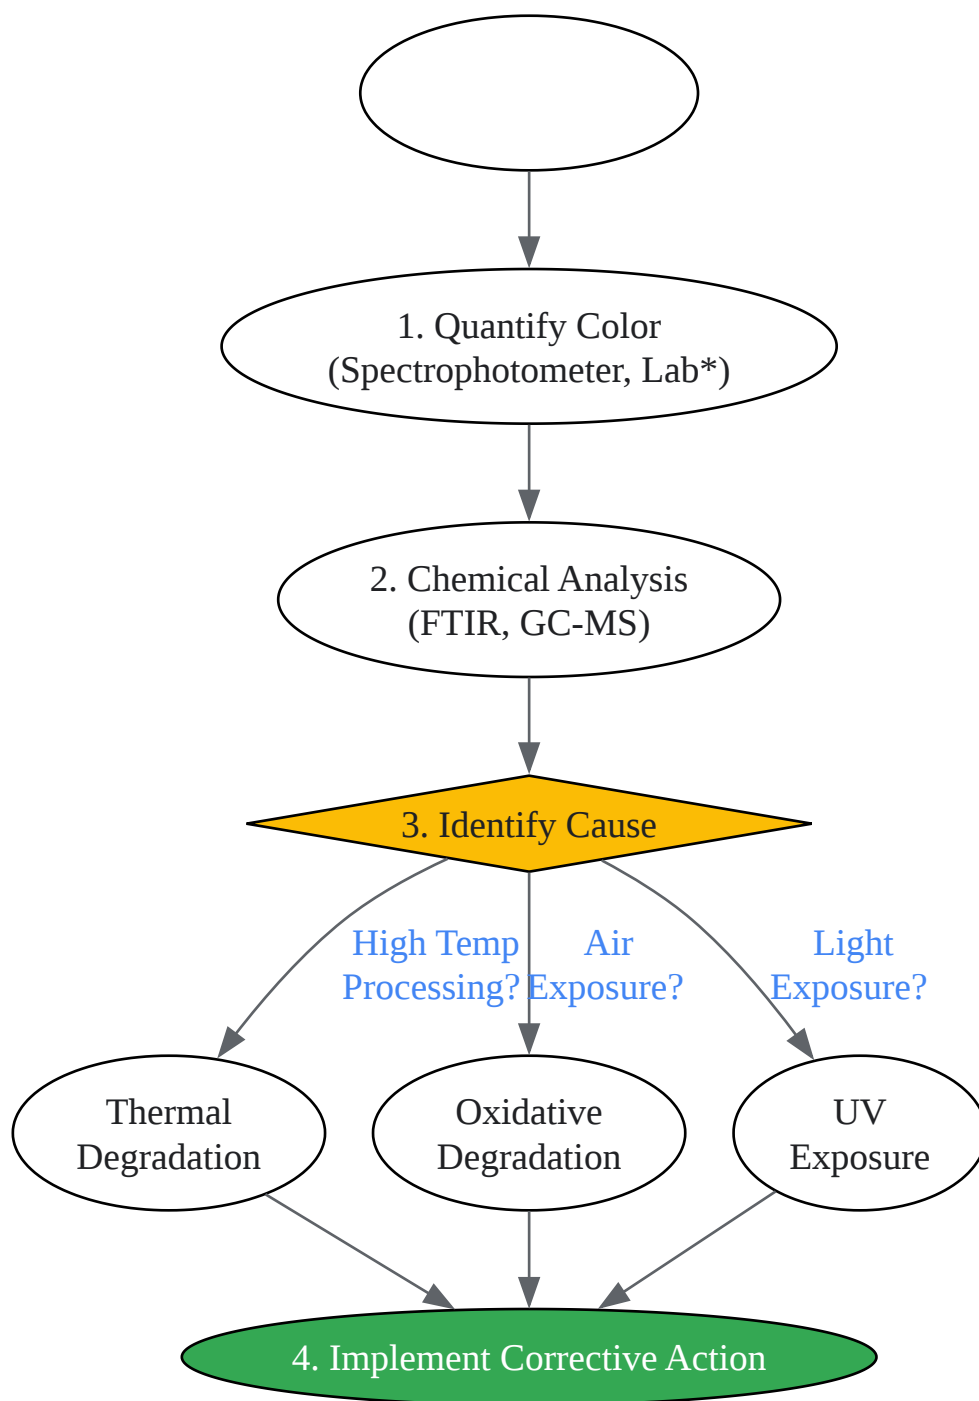 1. Quantify Color
(Spectrophotometer, Lab*)
2. Chemical Analysis
(FTIR, GC-MS)
3. Identify Cause
High Temp
Processing?
Air
Exposure?
Light
Exposure?
Thermal
Degradation
Oxidative
Degradation
UV
Exposure
4. Implement Corrective Action